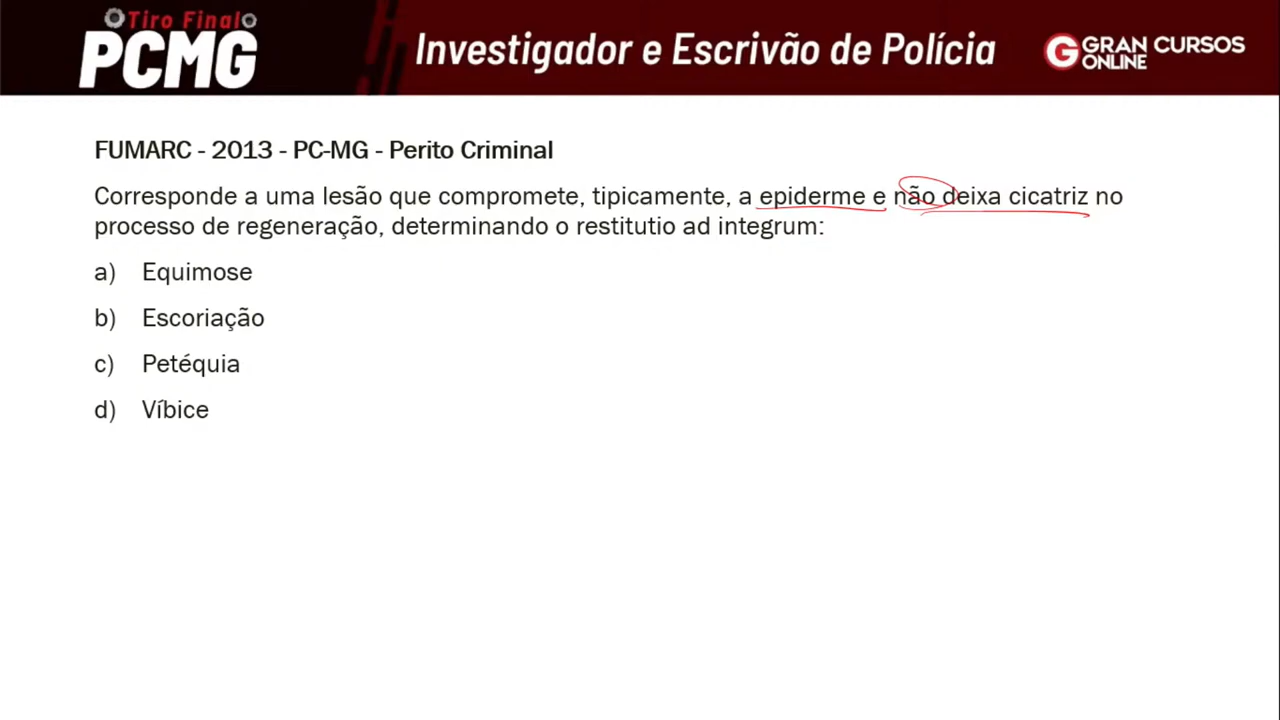 Tiro Final
PCMG
Investigador e Escrivão de Polícia
GRAN CURSOS
ONLINE
FUMARC - 2013 - PC-MG - Perito Criminal
Corresponde a uma lesão que compromete, tipicamente, a epiderme e não deixa cicatriz no
processo de regeneração, determinando o restitutio ad integrum:
a) Equimose
b) Escoriação
c) Petéquia
d) Víbice